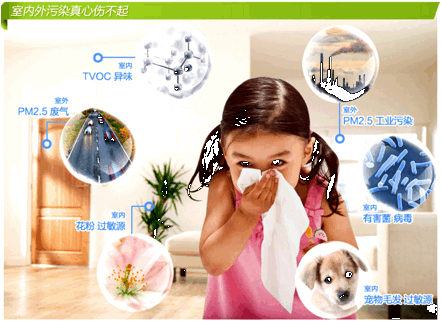 室内外污染真心伤不起
室内
TVOC 异味
室外
PM2.5 废气
室外
PM2.5 工业污染
室内
有害菌 病毒
室内
花粉 过敏源
室内
宠物毛发 过敏源